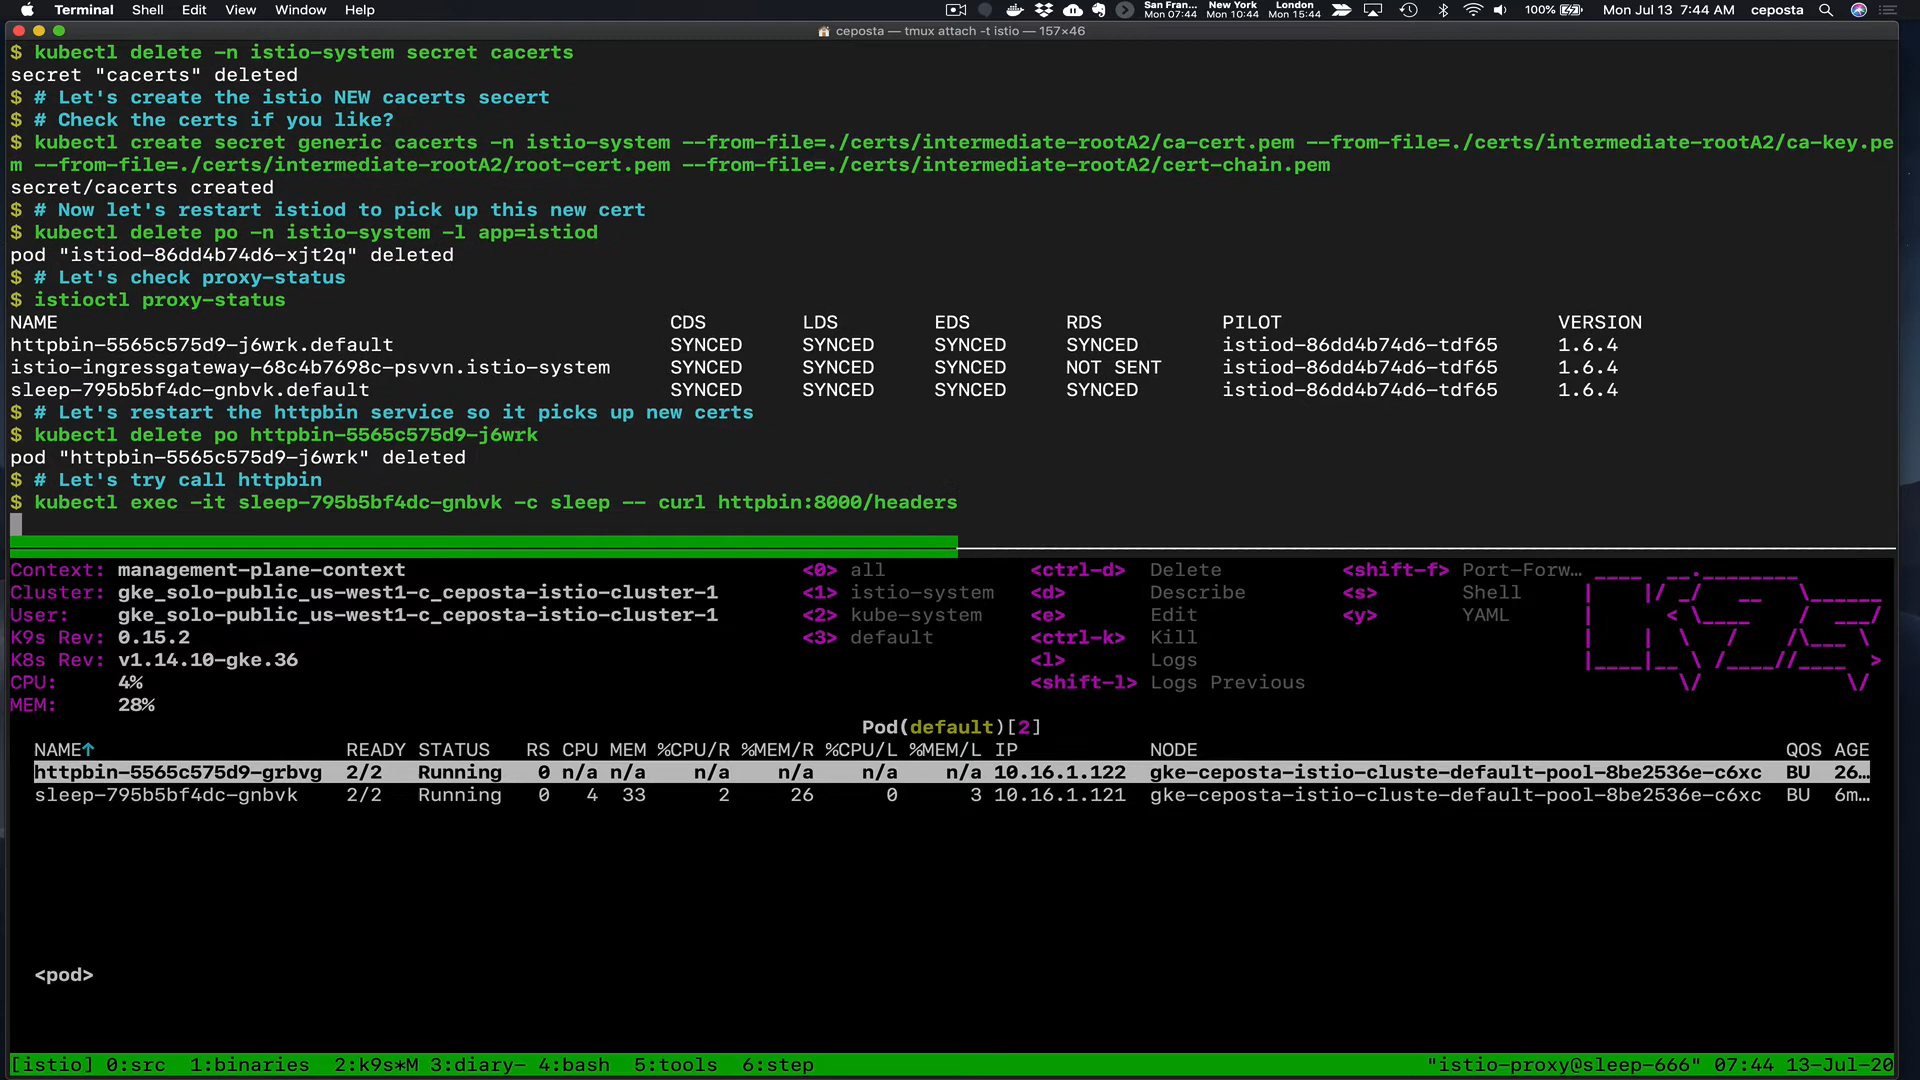 Terminal Shell Edit View Window Help San Fran... Mon 07:44 New York Mon 10:44 London Mon 15:44 100% Mon Jul 13 7:44 AM ceposta
ceposta — tmux attach -t istio — 157×46
$ kubectl delete -n istio-system secret cacerts
secret "cacerts" deleted
$ # Let's create the istio NEW cacerts secert
$ # Check the certs if you like?
$ kubectl create secret generic cacerts -n istio-system --from-file=./certs/intermediate-rootA2/ca-cert.pem --from-file=./certs/intermediate-rootA2/ca-key.pe
m --from-file=./certs/intermediate-rootA2/root-cert.pem --from-file=./certs/intermediate-rootA2/cert-chain.pem
secret/cacerts created
$ # Now let's restart istiod to pick up this new cert
$ kubectl delete po -n istio-system -l app=istiod
pod "istiod-86dd4b74d6-xjt2q" deleted
$ # Let's check proxy-status
$ istioctl proxy-status
NAME CDS LDS EDS RDS PILOT VERSION
httpbin-5565c575d9-j6wrk.default SYNCED SYNCED SYNCED SYNCED istiod-86dd4b74d6-tdf65 1.6.4
istio-ingressgateway-68c4b7698c-psvvn.istio-system SYNCED SYNCED SYNCED NOT SENT istiod-86dd4b74d6-tdf65 1.6.4
sleep-795b5bf4dc-gnbvk.default SYNCED SYNCED SYNCED SYNCED istiod-86dd4b74d6-tdf65 1.6.4
$ # Let's restart the httpbin service so it picks up new certs
$ kubectl delete po httpbin-5565c575d9-j6wrk
pod "httpbin-5565c575d9-j6wrk" deleted
$ # Let's try call httpbin
$ kubectl exec -it sleep-795b5bf4dc-gnbvk -c sleep -- curl httpbin:8000/headers
Context: management-plane-context <0> all <ctrl-d> Delete <shift-f> Port-Forw…
Cluster: gke_solo-public_us-west1-c_ceposta-istio-cluster-1 <1> istio-system <d> Describe <s> Shell
User: gke_solo-public_us-west1-c_ceposta-istio-cluster-1 <2> kube-system <e> Edit <y> YAML
K9s Rev: 0.15.2 <3> default <ctrl-k> Kill
K8s Rev: v1.14.10-gke.36 <l> Logs
CPU: 4% <shift-l> Logs Previous
MEM: 28%
Pod(default)[2]
NAME↑ READY STATUS RS CPU MEM %CPU/R %MEM/R %CPU/L %MEM/L IP NODE QOS AGE
httpbin-5565c575d9-grbvg 2/2 Running 0 n/a n/a n/a n/a n/a n/a 10.16.1.122 gke-ceposta-istio-cluste-default-pool-8be2536e-c6xc BU 26…
sleep-795b5bf4dc-gnbvk 2/2 Running 0 4 33 2 26 0 3 10.16.1.121 gke-ceposta-istio-cluste-default-pool-8be2536e-c6xc BU 6m…
<pod>
[istio] 0:src 1:binaries 2:k9s*M 3:diary- 4:bash 5:tools 6:step "istio-proxy@sleep-666" 07:44 13-Jul-20